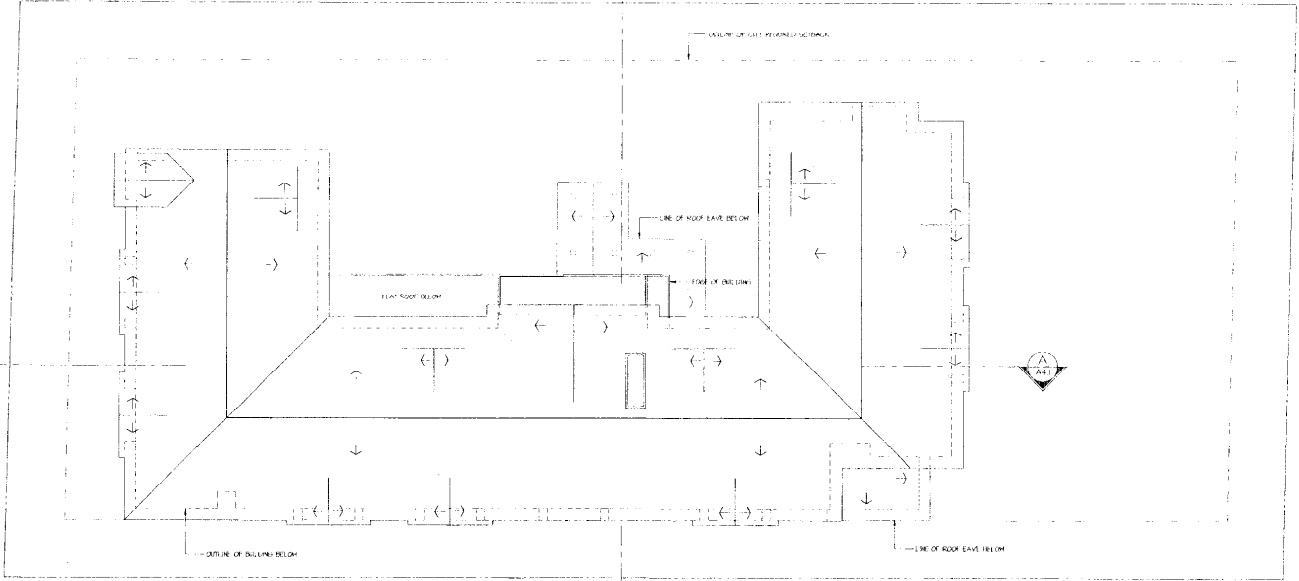 OUTLINE OF CITY REQUIRED SETBACK
LINE OF ROOF EAVE BELOW
EDGE OF BUILDING
FLAT ROOF BELOW
A
A4.1
OUTLINE OF BUILDING BELOW
LINE OF ROOF EAVE BELOW